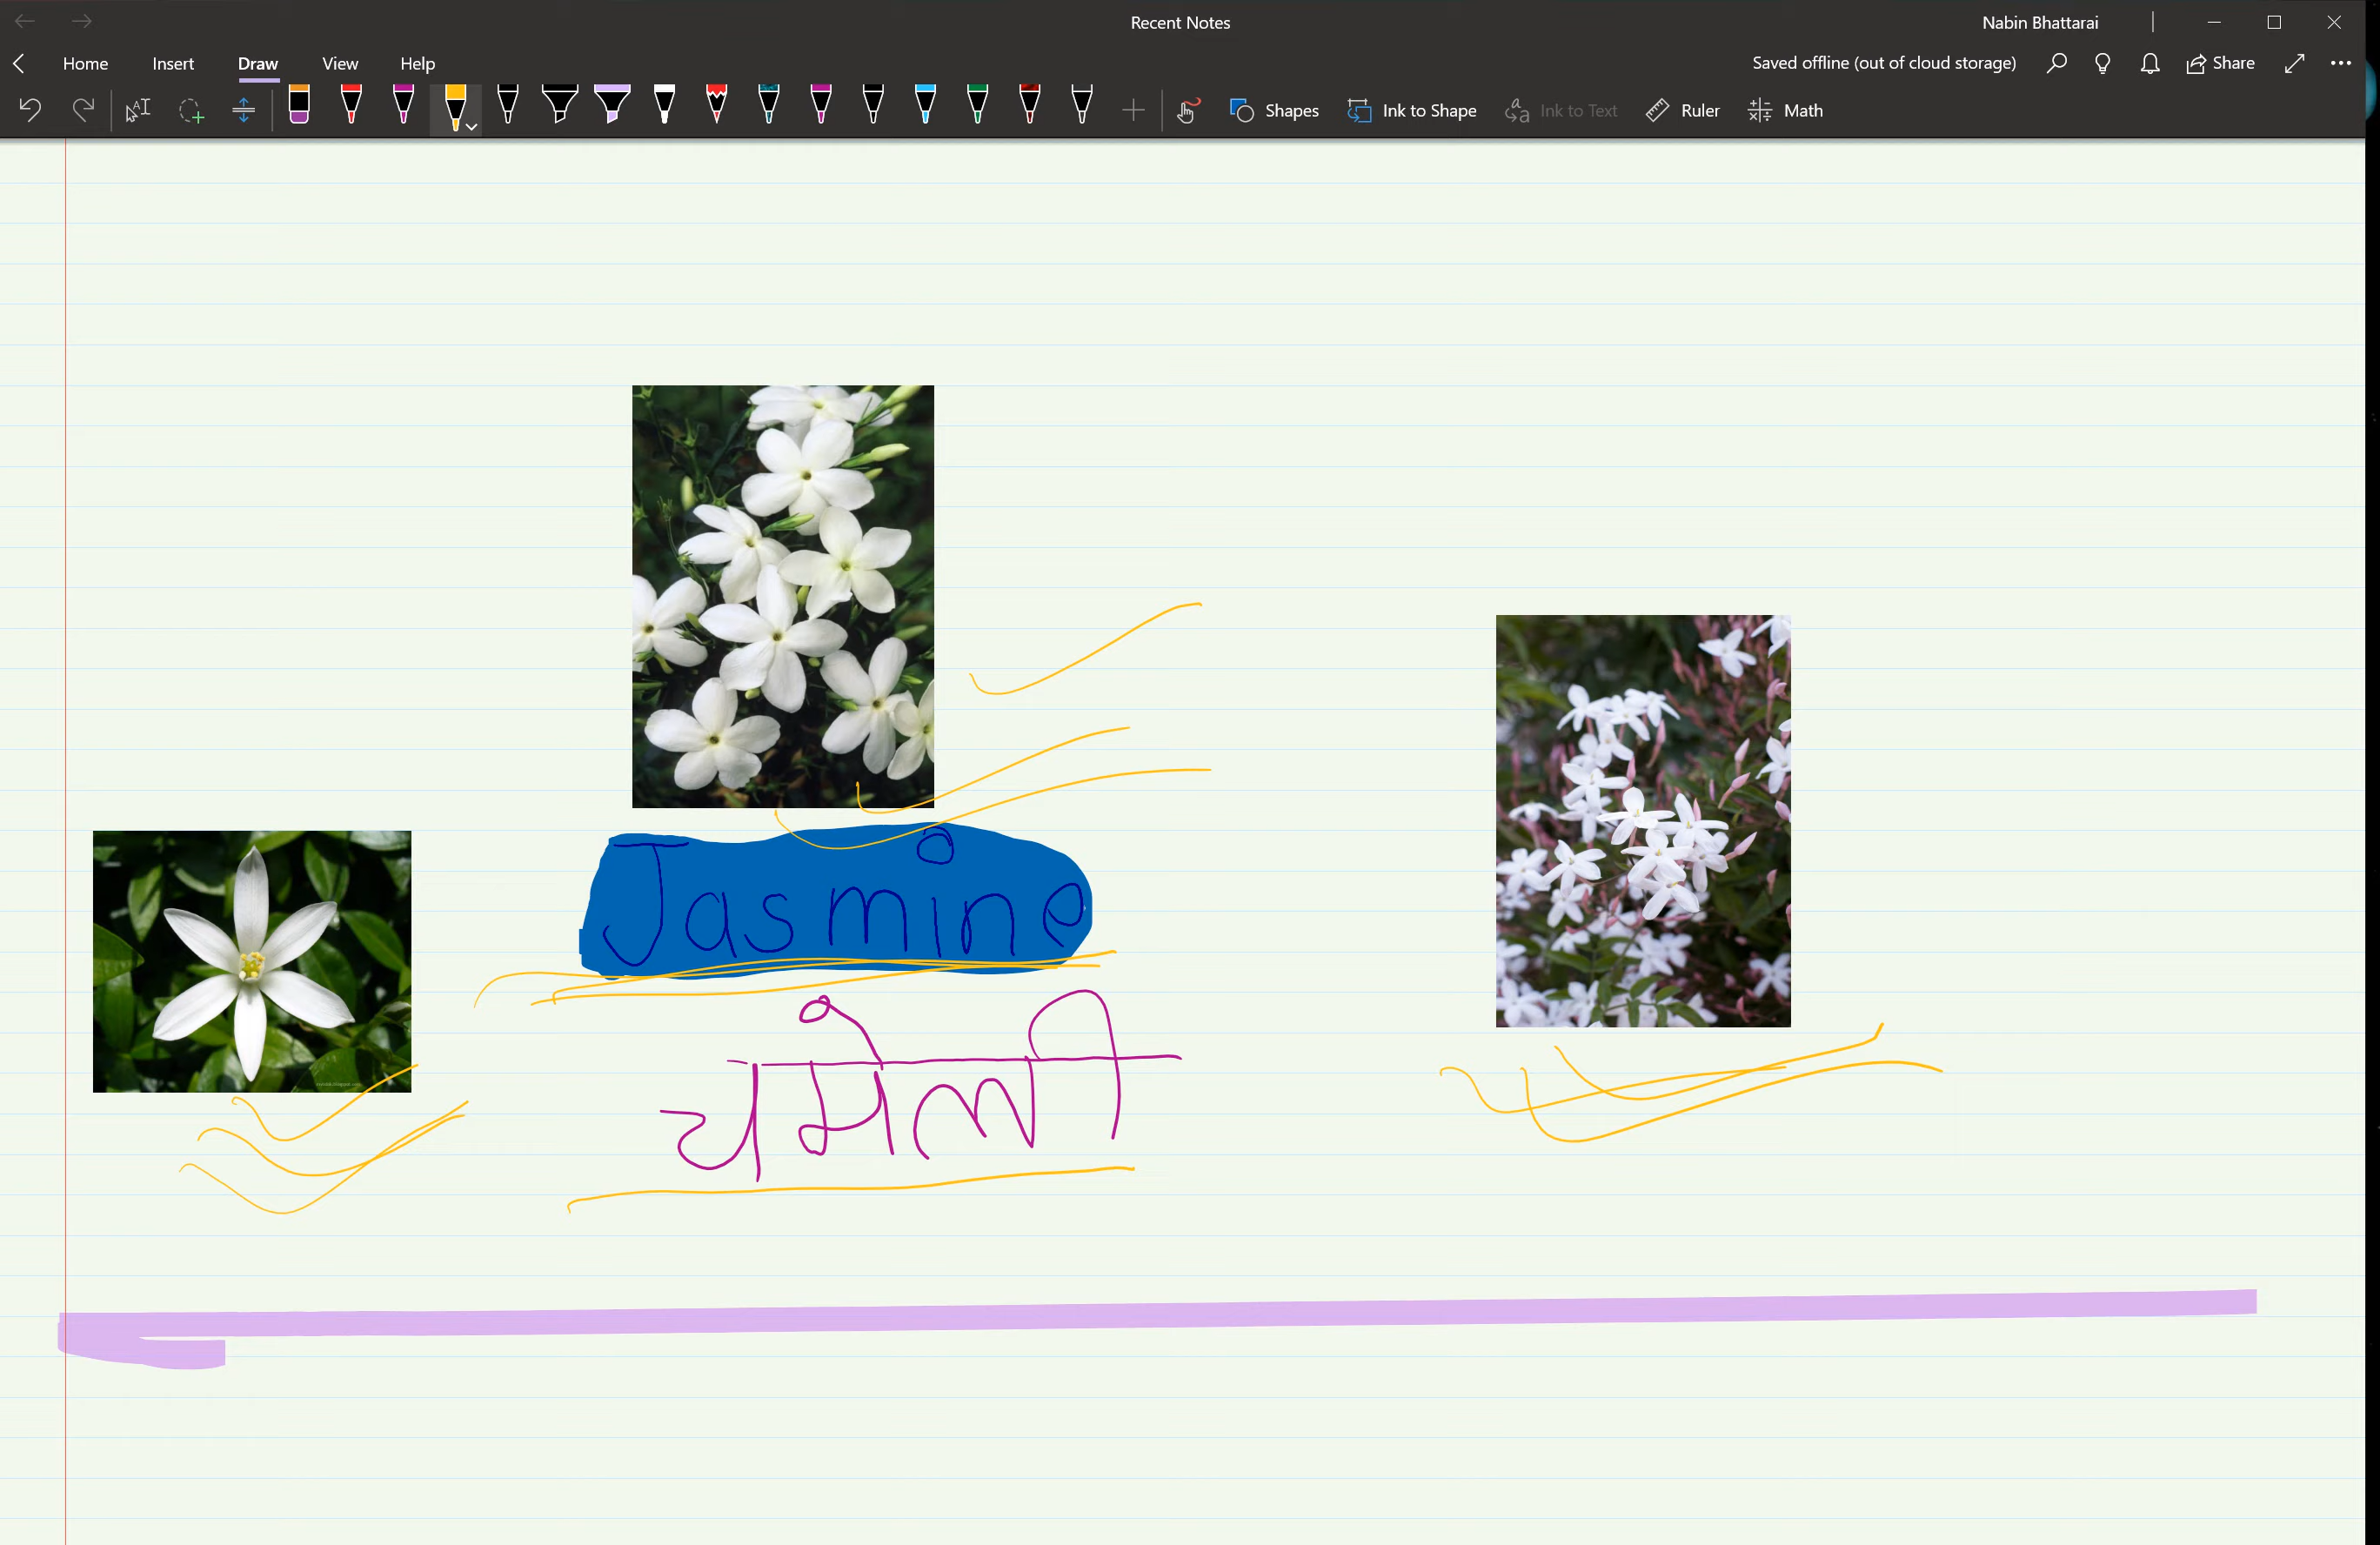 Recent Notes
Nabin Bhattarai
Home Insert Draw View Help
Saved offline (out of cloud storage)
Share
Shapes
Ink to Shape
Ink to Text
Ruler
Math
Jasmine
चमेली